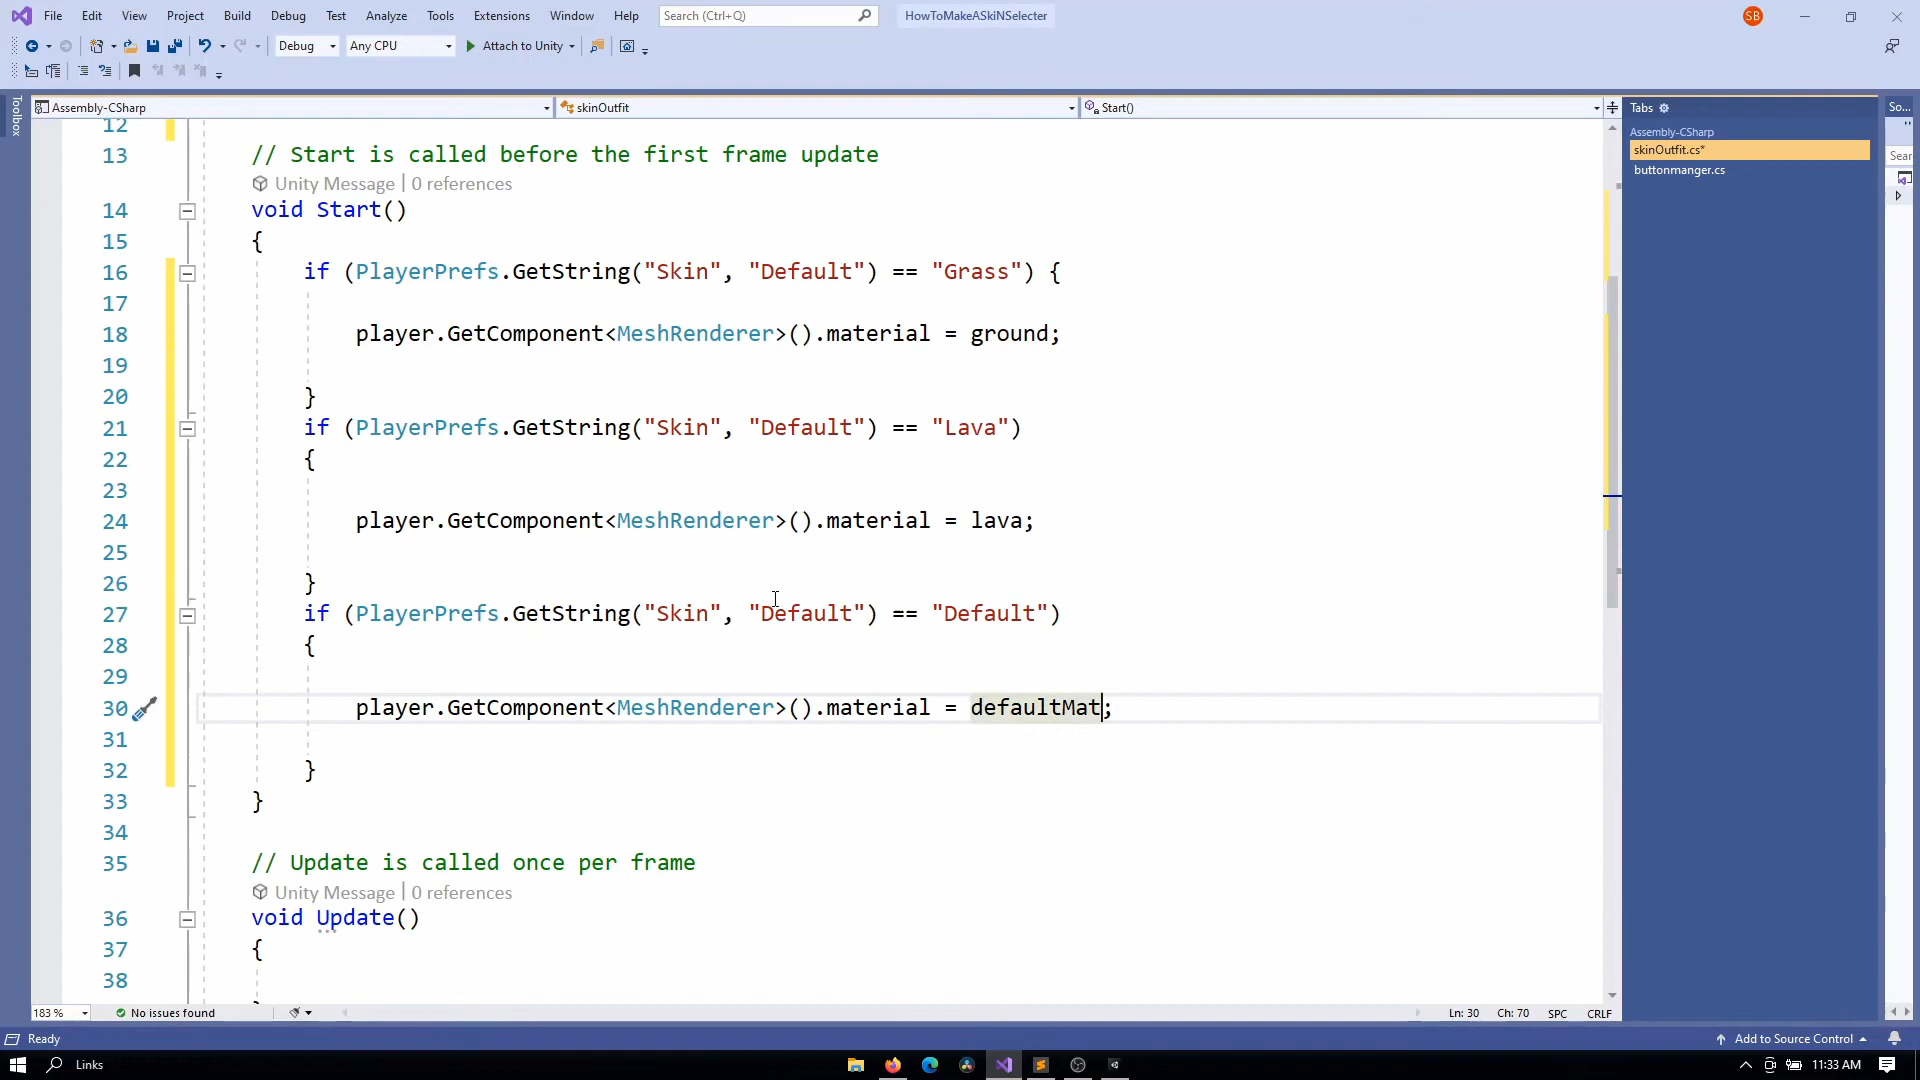 File Edit View Project Build Debug Test Analyze Tools Extensions Window Help Search (Ctrl+Q) HowToMakeASkiNSelecter SB
Debug Any CPU Attach to Unity
Toolbox
Assembly-CSharp skinOutfit Start()
Tabs
Assembly-CSharp
skinOutfit.cs*
buttonmanger.cs
So...
Sear
12
13 // Start is called before the first frame update
Unity Message | 0 references
14 void Start()
15 {
16 if (PlayerPrefs.GetString("Skin", "Default") == "Grass") {
17
18 player.GetComponent<MeshRenderer>().material = ground;
19
20 }
21 if (PlayerPrefs.GetString("Skin", "Default") == "Lava")
22 {
23
24 player.GetComponent<MeshRenderer>().material = lava;
25
26 }
27 if (PlayerPrefs.GetString("Skin", "Default") == "Default")
28 {
29
30 player.GetComponent<MeshRenderer>().material = defaultMat;
31
32 }
33 }
34
35 // Update is called once per frame
Unity Message | 0 references
36 void Update()
37 {
38
183 % No issues found Ln: 30 Ch: 70 SPC CRLF
Ready Add to Source Control
Links 11:33 AM